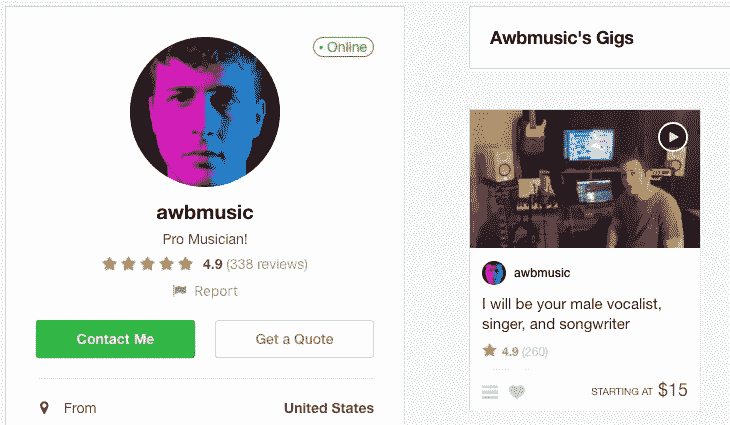 Online
awbmusic
Pro Musician!
4.9 (338 reviews)
Report
Contact Me
Get a Quote
From
United States
Awbmusic's Gigs
awbmusic
I will be your male vocalist,
singer, and songwriter
4.9 (260)
STARTING AT $15